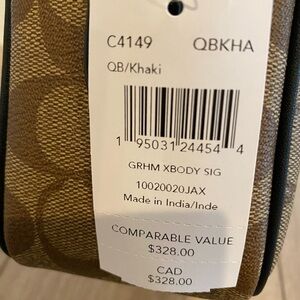 C4149 QBKHA
QB/Khaki
1 95031 24454 4
GRHM XBODY SIG
10020020JAX
Made in India/Inde
COMPARABLE VALUE
$328.00
CAD
$328.00